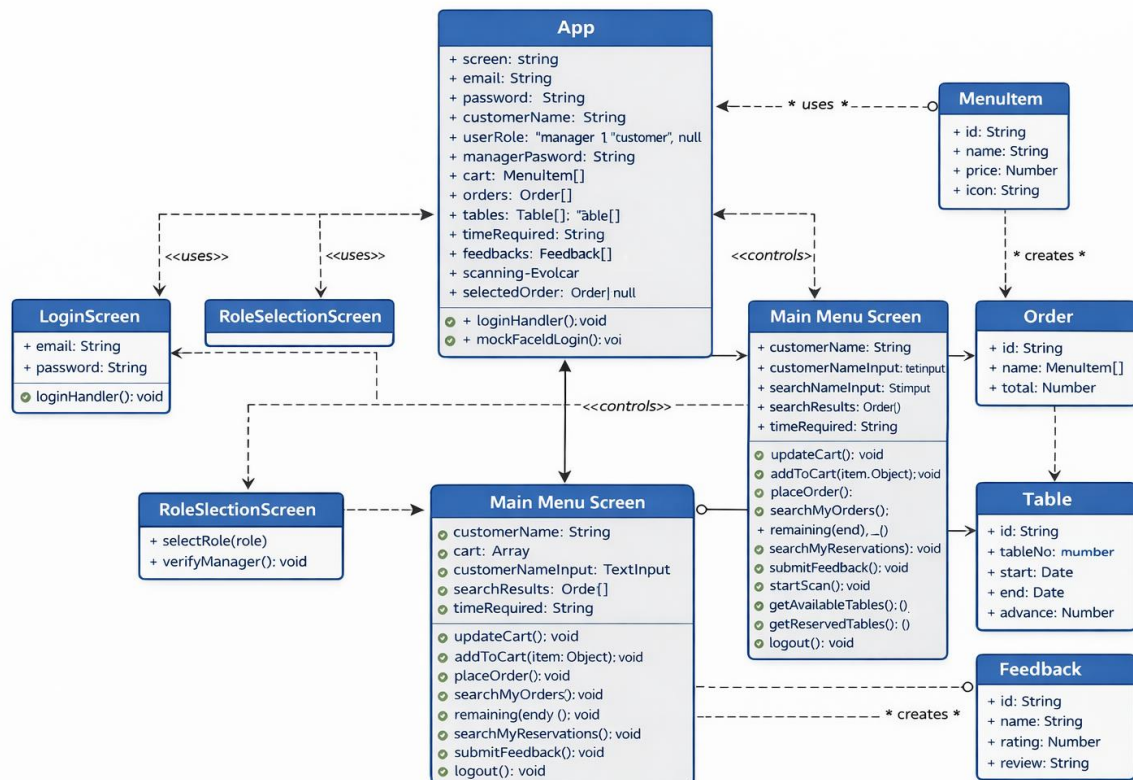 App
+ screen: string
+ email: String
+ password: String
+ customerName: String
+ userRole: "manager 1 "customer", null
+ managerPasword: String
+ cart: MenuItem[]
+ orders: Order[]
+ tables: Table[]: "able[]
+ timeRequired: String
+ feedbacks: Feedback[]
+ scanning-Evolcar
+ selectedOrder: Order| null
+ loginHandler(): void
+ mockFaceIdLogin(): voi
* uses *
MenuItem
+ id: String
+ name: String
+ price: Number
+ icon: String
<<uses>>
<<uses>>
<<controls>
* creates *
LoginScreen
+ email: String
+ password: String
loginHandler(): void
RoleSelectionScreen
Main Menu Screen
+ customerName: String
+ customerNameInput: tetinput
+ searchNameInput: Stimput
+ searchResults: Order()
+ timeRequired: String
updateCart(): void
addToCart(item.Object); void
placeOrder():
searchMyOrders();
+ remaining(end), _()
searchMyReservations): void
submitFeedback(): void
startScan(): void
getAvailableTables(): ()
getReservedTables(): ()
logout(): void
Order
+ id: String
+ name: MenuItem[]
+ total: Number
<<controls>>
RoleSlectionScreen
+ selectRole(role)
+ verifyManager(): void
Main Menu Screen
customerName: String
cart: Array
customerNameInput: TextInput
searchResults: Orde[]
timeRequired: String
updateCart(): void
addToCart(item: Object): void
placeOrder(): void
searchMyOrders(): void
remaining(endy (); void
searchMyReservations(): void
submitFeedback(): void
logout(): void
Table
+ id: String
+ tableNo: mumber
+ start: Date
+ end: Date
+ advance: Number
* creates *
Feedback
+ id: String
+ name: String
+ rating: Number
+ review: String